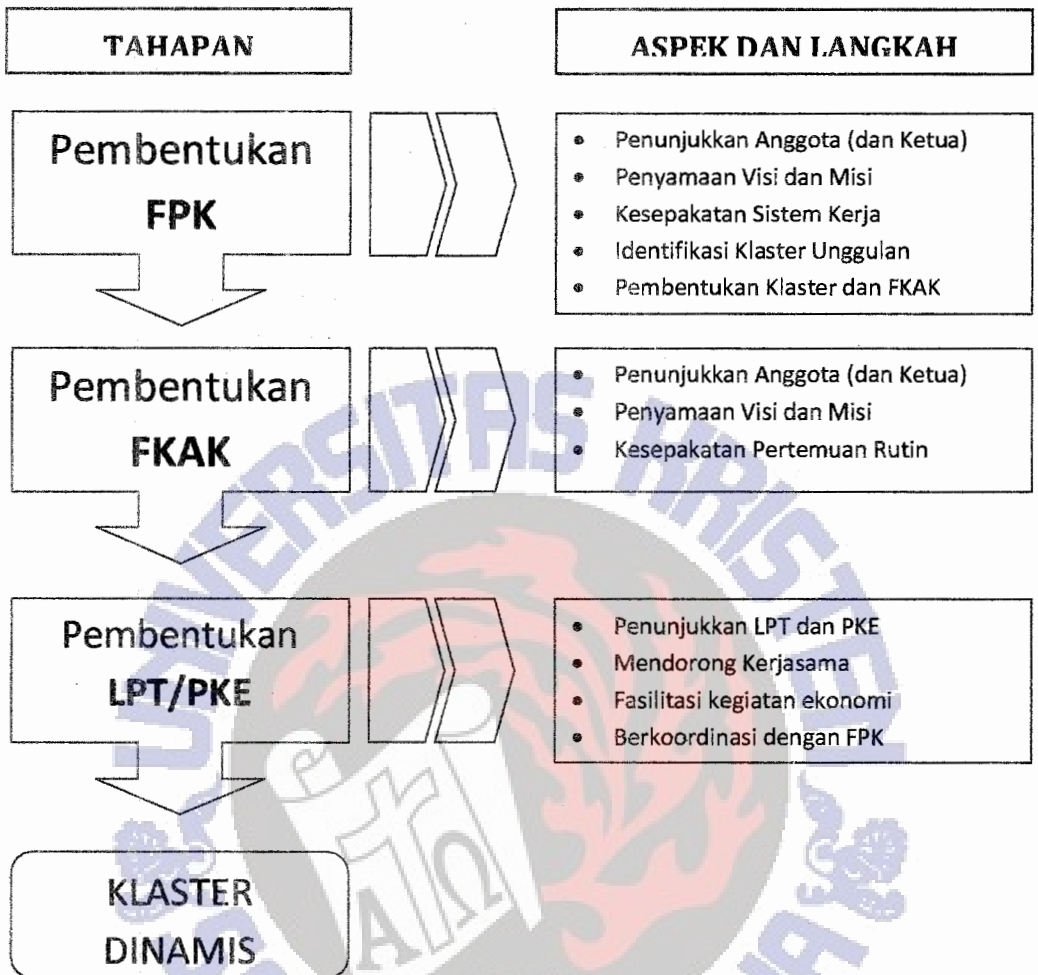 TAHAPAN
ASPEK DAN LANGKAH
Pembentukan
FPK
• Penunjukkan Anggota (dan Ketua)
• Penyamaan Visi dan Misi
• Kesepakatan Sistem Kerja
• Identifikasi Klaster Unggulan
• Pembentukan Klaster dan FKAK
Pembentukan
FKAK
• Penunjukkan Anggota (dan Ketua)
• Penyamaan Visi dan Misi
• Kesepakatan Pertemuan Rutin
Pembentukan
LPT/PKE
• Penunjukkan LPT dan PKE
• Mendorong Kerjasama
• Fasilitasi kegiatan ekonomi
• Berkoordinasi dengan FPK
KLASTER
DINAMIS
UNIVERSITAS KRISTEN
Α Ω